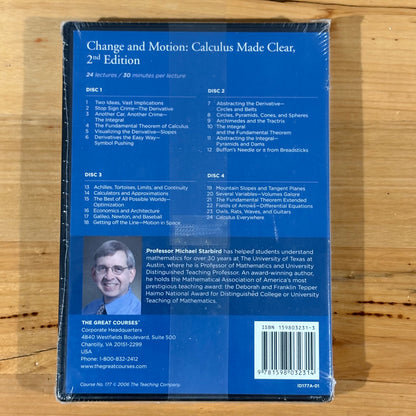 Change and Motion: Calculus Made Clear,
2nd Edition
24 lectures / 30 minutes per lecture
DISC 1
1 Two Ideas, Vast Implications
2 Stop Sign Crime—The Derivative
3 Another Car, Another Crime—
The Integral
4 The Fundamental Theorem of Calculus
5 Visualizing the Derivative—Slopes
6 Derivatives the Easy Way—
Symbol Pushing
DISC 2
7 Abstracting the Derivative—
Circles and Belts
8 Circles, Pyramids, Cones, and Spheres
9 Archimedes and the Tractrix
10 The Integral
and the Fundamental Theorem
11 Abstracting the Integral—
Pyramids and Dams
12 Buffon's Needle or π from Breadsticks
DISC 3
13 Achilles, Tortoises, Limits, and Continuity
14 Calculators and Approximations
15 The Best of All Possible Worlds—
Optimization
16 Economics and Architecture
17 Galileo, Newton, and Baseball
18 Getting off the Line—Motion in Space
DISC 4
19 Mountain Slopes and Tangent Planes
20 Several Variables—Volumes Galore
21 The Fundamental Theorem Extended
22 Fields of Arrows—Differential Equations
23 Owls, Rats, Waves, and Guitars
24 Calculus Everywhere
Professor Michael Starbird has helped students understand
mathematics for over 30 years at The University of Texas at
Austin, where he is Professor of Mathematics and University
Distinguished Teaching Professor. An award-winning author, he
holds the Mathematical Association of America's most
prestigious teaching award: the Deborah and Franklin Tepper
Haimo National Award for Distinguished College or University
Teaching of Mathematics.
THE GREAT COURSES®
Corporate Headquarters
4840 Westfields Boulevard, Suite 500
Chantilly, VA 20151-2299
USA
Phone: 1-800-832-2412
www.thegreatcourses.com
ISBN 159803231-3
9 781598 032314
Course No. 177 © 2006 The Teaching Company
ID177A-01